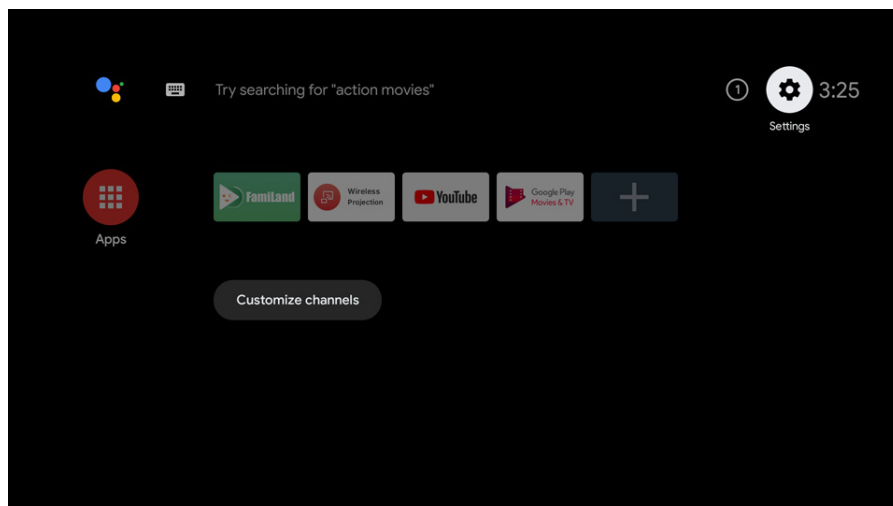 Try searching for "action movies"
1
3:25
Settings
FamiLand
Wireless
Projection
YouTube
Google Play
Movies & TV
Apps
Customize channels